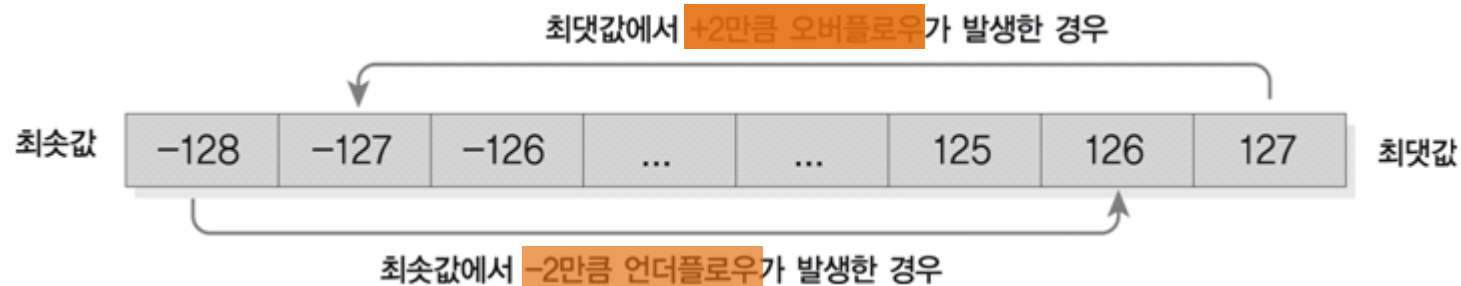 최댓값에서 +2만큼 오버플로우가 발생한 경우
최솟값 -128 -127 -126 ... ... 125 126 127 최댓값
최솟값에서 -2만큼 언더플로우가 발생한 경우